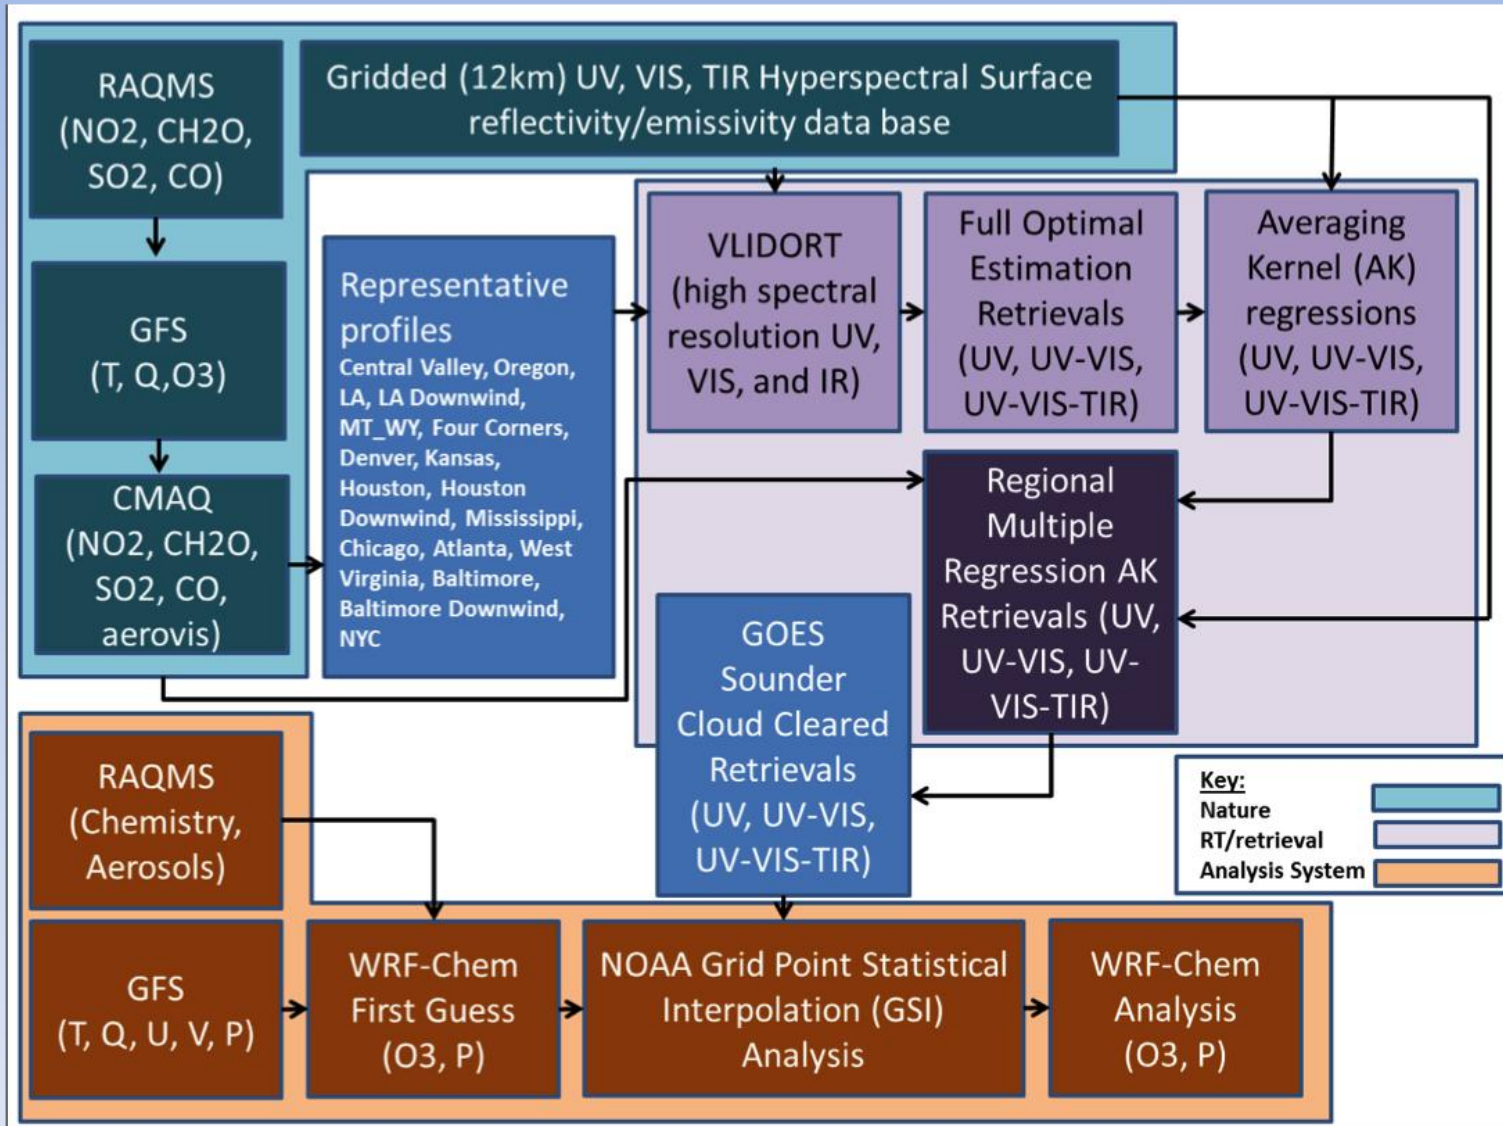 RAQMS
(NO2, CH2O,
SO2, CO)
Gridded (12km) UV, VIS, TIR Hyperspectral Surface
reflectivity/emissivity data base
GFS
(T, Q,O3)
CMAQ
(NO2, CH2O,
SO2, CO,
aerovis)
Representative
profiles
Central Valley, Oregon,
LA, LA Downwind,
MT_WY, Four Corners,
Denver, Kansas,
Houston, Houston
Downwind, Mississippi,
Chicago, Atlanta, West
Virginia, Baltimore,
Baltimore Downwind,
NYC
VLIDORT
(high spectral
resolution UV,
VIS, and IR)
Full Optimal
Estimation
Retrievals
(UV, UV-VIS,
UV-VIS-TIR)
Averaging
Kernel (AK)
regressions
(UV, UV-VIS,
UV-VIS-TIR)
Regional
Multiple
Regression AK
Retrievals (UV,
UV-VIS, UV-
VIS-TIR)
GOES
Sounder
Cloud Cleared
Retrievals
(UV, UV-VIS,
UV-VIS-TIR)
Key:
Nature
RT/retrieval
Analysis System
RAQMS
(Chemistry,
Aerosols)
GFS
(T, Q, U, V, P)
WRF-Chem
First Guess
(O3, P)
NOAA Grid Point Statistical
Interpolation (GSI)
Analysis
WRF-Chem
Analysis
(O3, P)